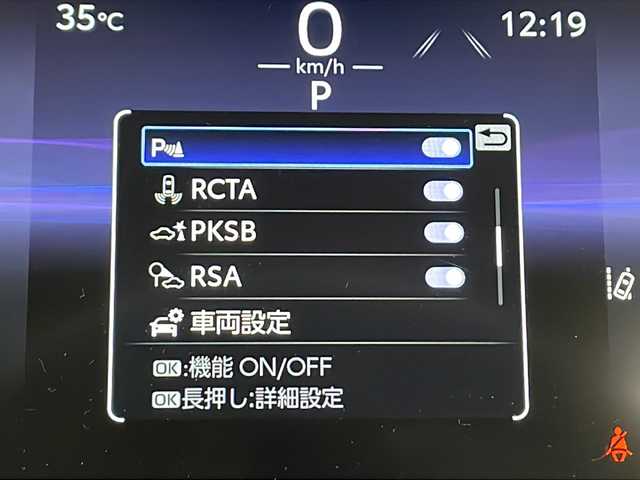 35℃
0
12:19
km/h
P
P
RCTA
PKSB
RSA
車両設定
OK:機能 ON/OFF
OK長押し:詳細設定